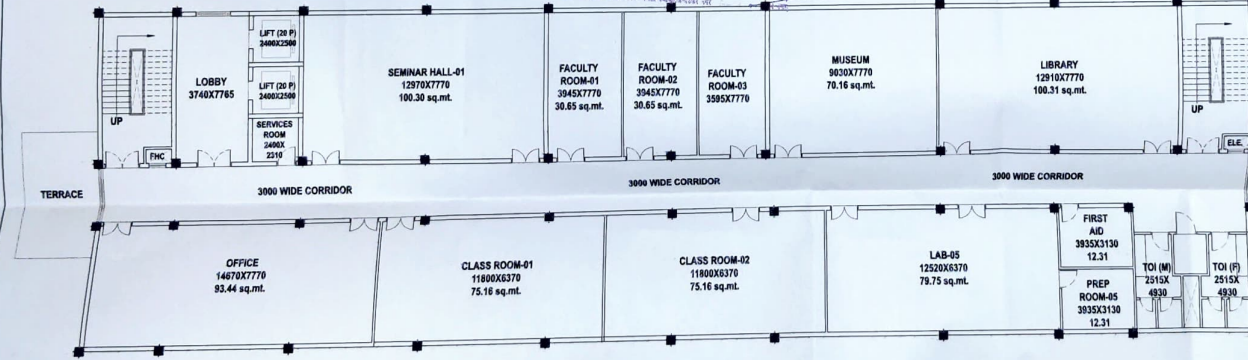 LIFT (20 P)
2400X2500
LOBBY
3740X7765
LIFT (20 P)
2400X2500
SERVICES
ROOM
2400X
2310
UP
FHC
SEMINAR HALL-01
12970X7770
100.30 sq.mt.
FACULTY
ROOM-01
3945X7770
30.65 sq.mt.
FACULTY
ROOM-02
3945X7770
30.65 sq.mt.
FACULTY
ROOM-03
3595X7770
MUSEUM
9030X7770
70.16 sq.mt.
LIBRARY
12910X7770
100.31 sq.mt.
UP
ELE.
TERRACE
3000 WIDE CORRIDOR
3000 WIDE CORRIDOR
3000 WIDE CORRIDOR
OFFICE
14670X7770
93.44 sq.mt.
CLASS ROOM-01
11800X6370
75.16 sq.mt.
CLASS ROOM-02
11800X6370
75.16 sq.mt.
LAB-05
12520X6370
79.75 sq.mt.
FIRST
AID
3935X3130
12.31
PREP
ROOM-05
3935X3130
12.31
TOI (M)
2515X
4930
TOI (F)
2515X
4930